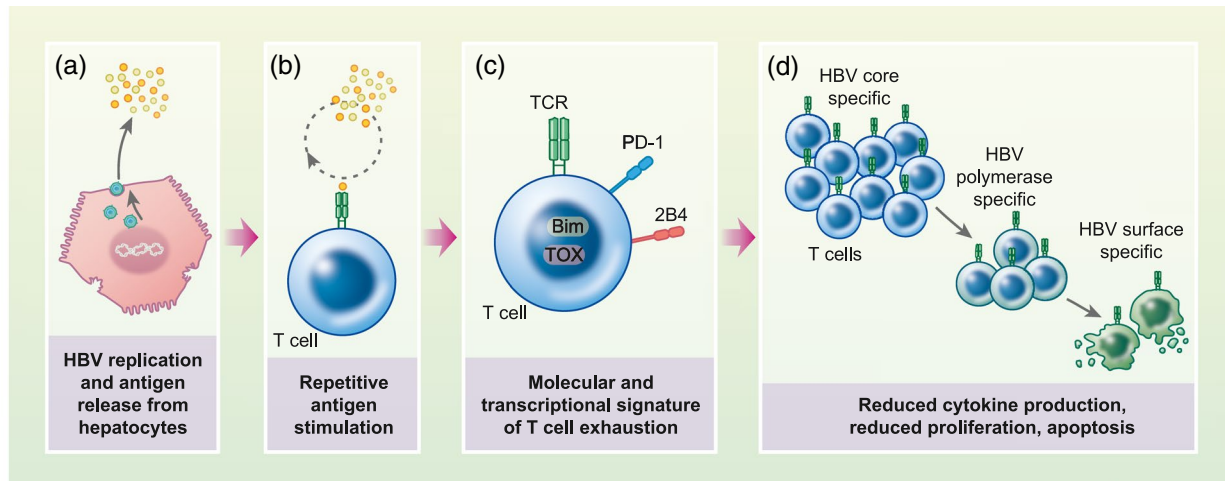 (a)
HBV replication
and antigen
release from
hepatocytes
(b)
T cell
Repetitive
antigen
stimulation
(c)
TCR
PD-1
2B4
Bim
TOX
T cell
Molecular and
transcriptional signature
of T cell exhaustion
(d)
HBV core
specific
T cells
HBV
polymerase
specific
HBV surface
specific
Reduced cytokine production,
reduced proliferation, apoptosis